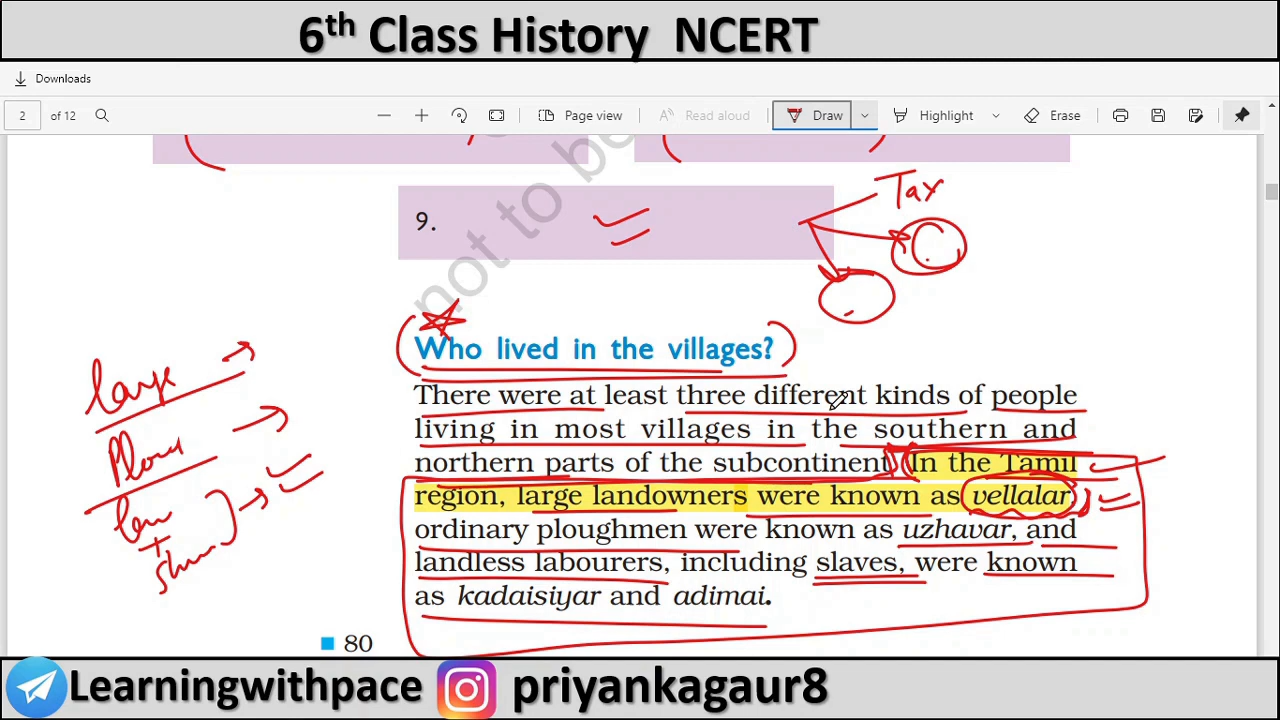 6th Class History NCERT
Downloads
2 of 12
Page view
Read aloud
Draw
Highlight
Erase
not to be
Tax
9.
Who lived in the villages?
There were at least three different kinds of people
living in most villages in the southern and
northern parts of the subcontinent. In the Tamil
region, large landowners were known as vellalar,
ordinary ploughmen were known as uzhavar, and
landless labourers, including slaves, were known
as kadaisiyar and adimai.
large
80
Learningwithpace
priyankagaur8